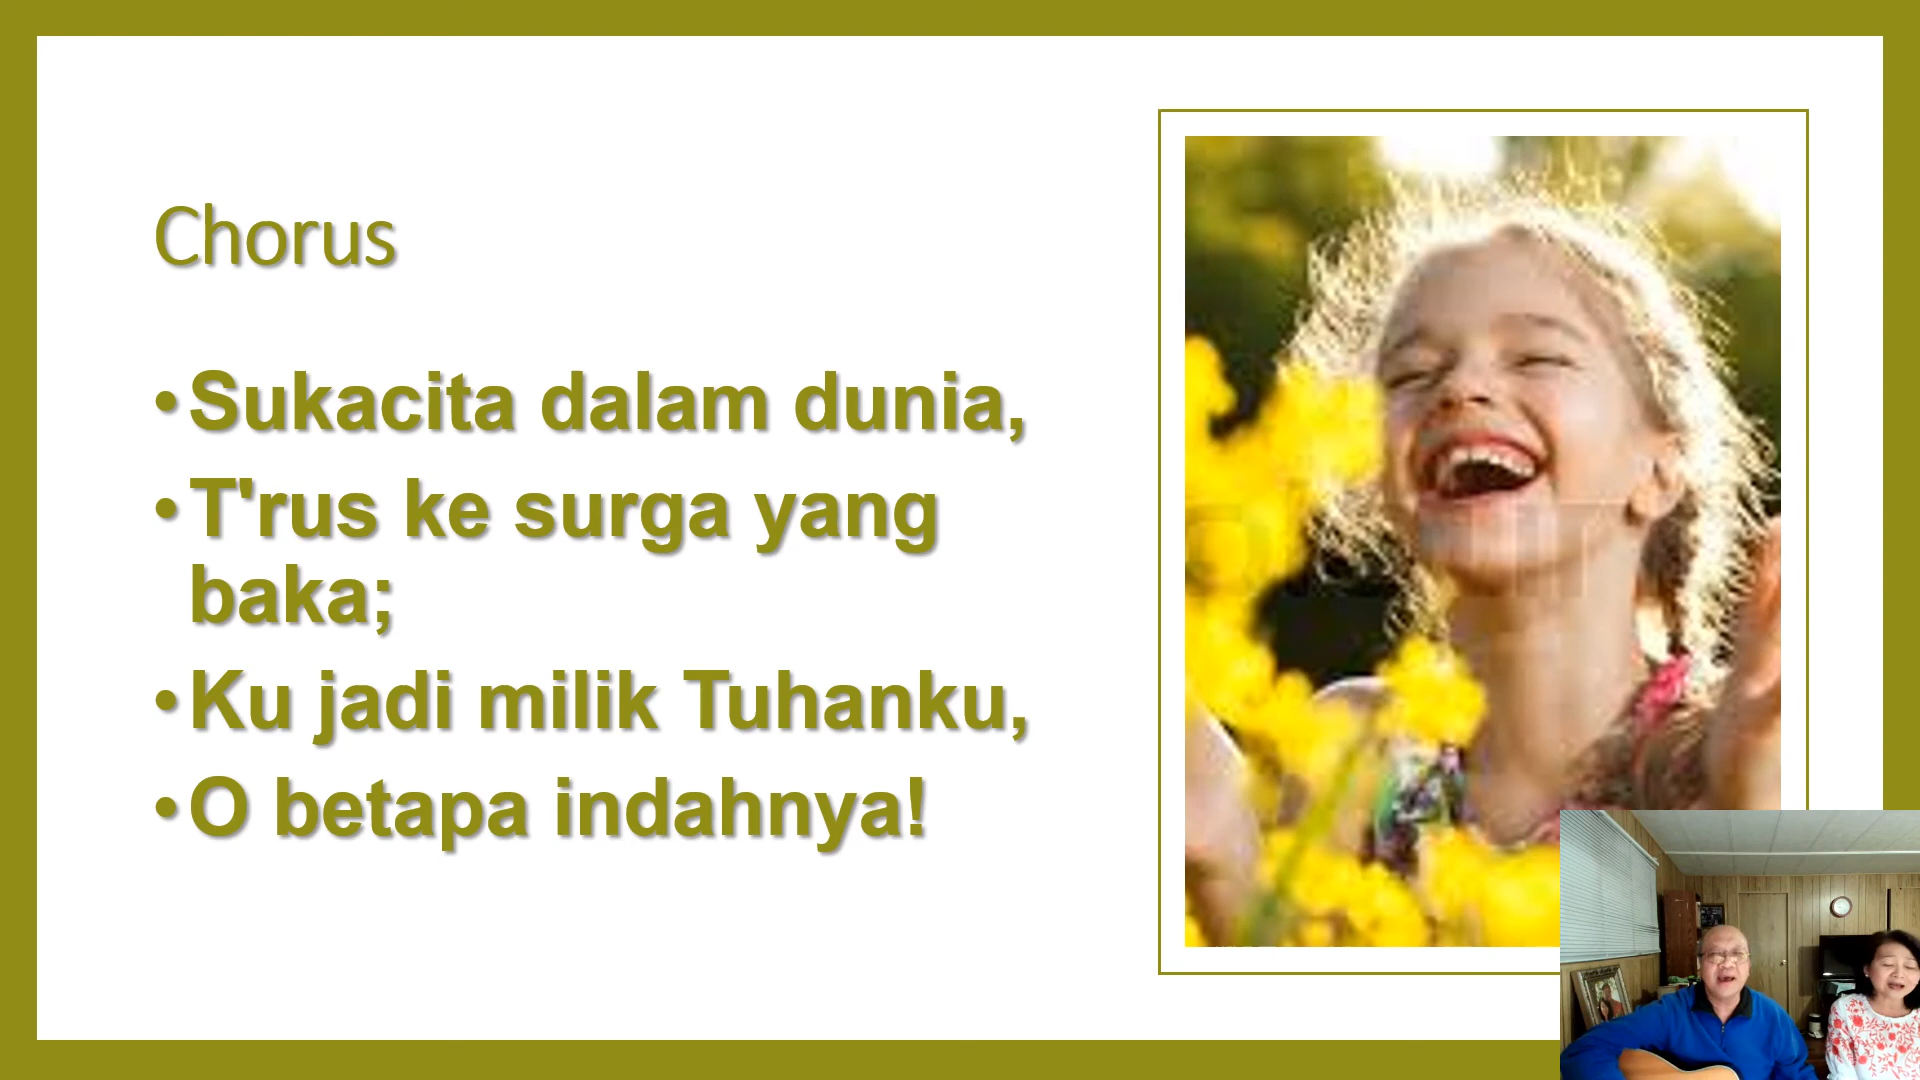 Chorus
•Sukacita dalam dunia,
•T'rus ke surga yang
baka;
•Ku jadi milik Tuhanku,
•O betapa indahnya!